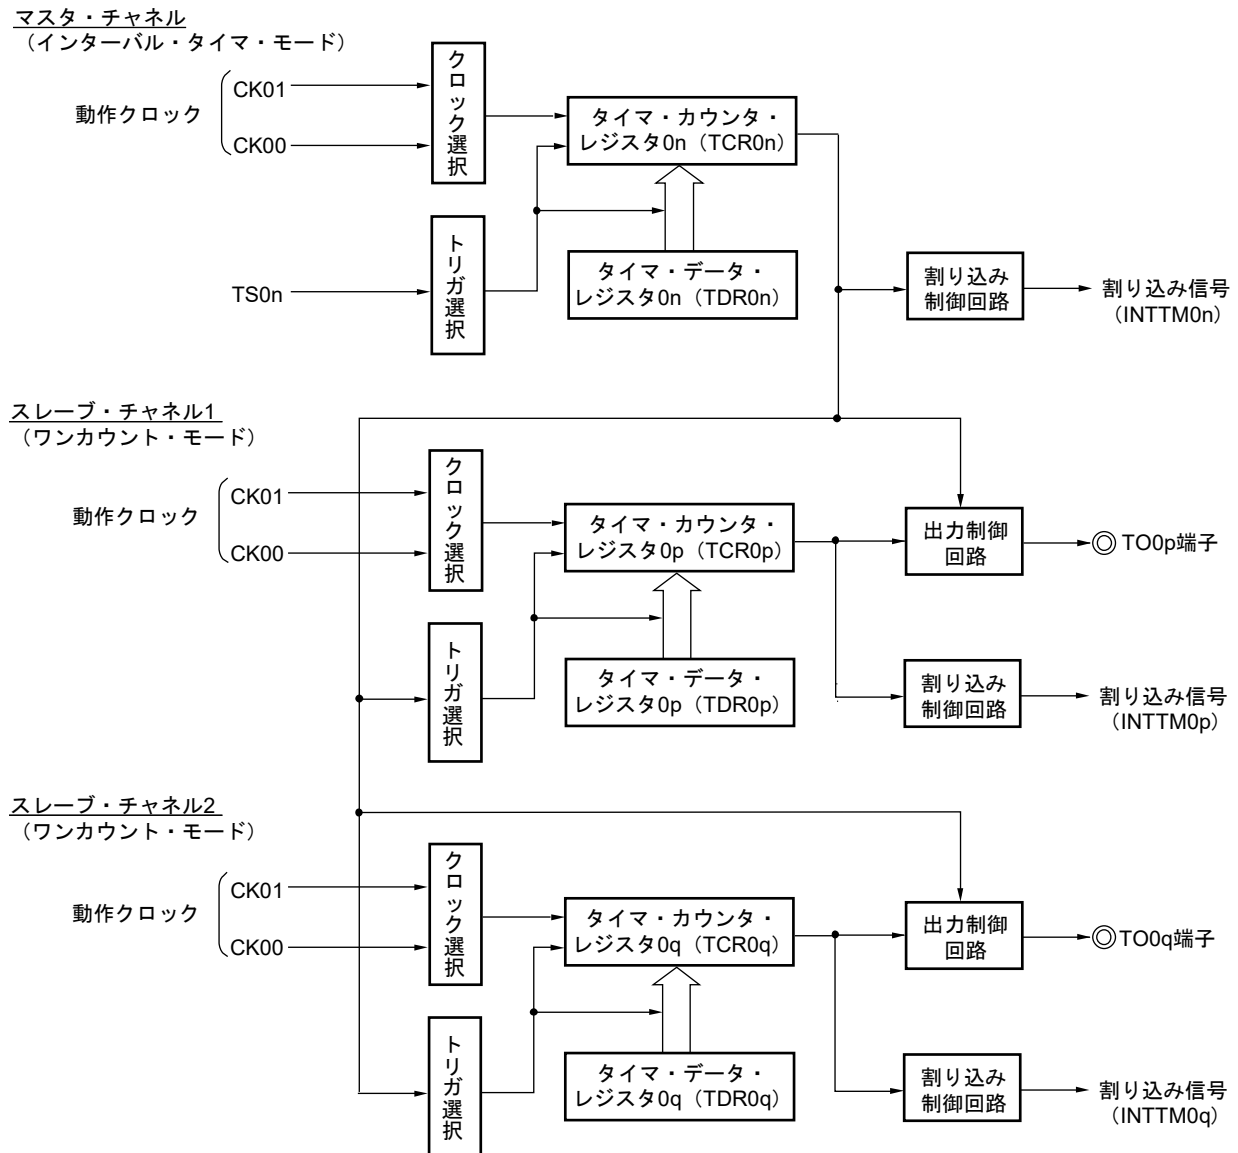 マスタ・チャネル
（インターバル・タイマ・モード）
動作クロック
CK01
CK00
クロック選択
タイマ・カウンタ・
レジスタ0n（TCR0n）
TS0n
トリガ選択
タイマ・データ・
レジスタ0n（TDR0n）
割り込み
制御回路
割り込み信号
（INTTM0n）
スレーブ・チャネル1
（ワンカウント・モード）
動作クロック
CK01
CK00
クロック選択
タイマ・カウンタ・
レジスタ0p（TCR0p）
出力制御
回路
TO0p端子
トリガ選択
タイマ・データ・
レジスタ0p（TDR0p）
割り込み
制御回路
割り込み信号
（INTTM0p）
スレーブ・チャネル2
（ワンカウント・モード）
動作クロック
CK01
CK00
クロック選択
タイマ・カウンタ・
レジスタ0q（TCR0q）
出力制御
回路
TO0q端子
トリガ選択
タイマ・データ・
レジスタ0q（TDR0q）
割り込み
制御回路
割り込み信号
（INTTM0q）